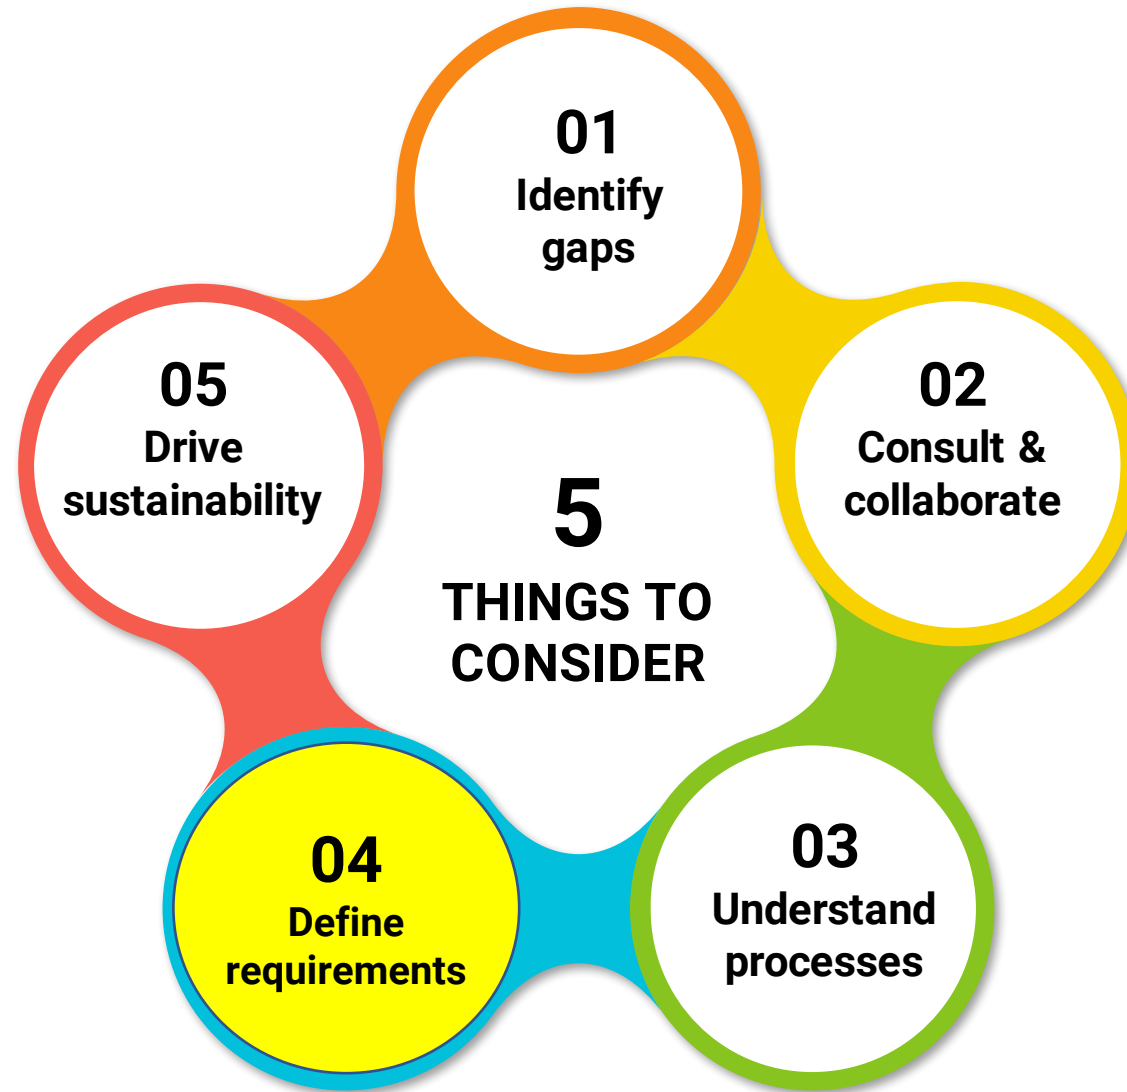 5
THINGS TO
CONSIDER
01
Identify
gaps
02
Consult &
collaborate
03
Understand
processes
04
Define
requirements
05
Drive
sustainability